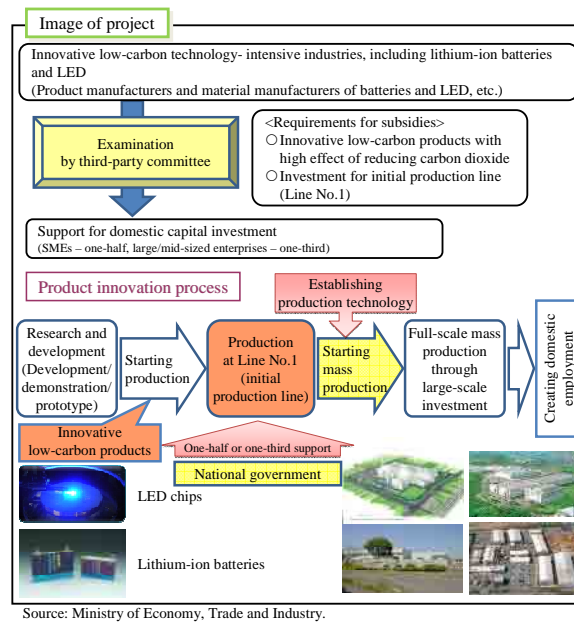 Image of project
Innovative low-carbon technology- intensive industries, including lithium-ion batteries
and LED
(Product manufacturers and material manufacturers of batteries and LED, etc.)
Examination
by third-party committee
<Requirements for subsidies>
○Innovative low-carbon products with
high effect of reducing carbon dioxide
○Investment for initial production line
(Line No.1)
Support for domestic capital investment
(SMEs – one-half, large/mid-sized enterprises – one-third)
Product innovation process
Establishing
production technology
Research and
development
(Development/
demonstration/
prototype)
Starting
production
Production
at Line No.1
(initial
production line)
Starting
mass
production
Full-scale mass
production
through
large-scale
investment
Creating domestic
employment
Innovative
low-carbon products
One-half or one-third support
National government
LED chips
Lithium-ion batteries
Source: Ministry of Economy, Trade and Industry.